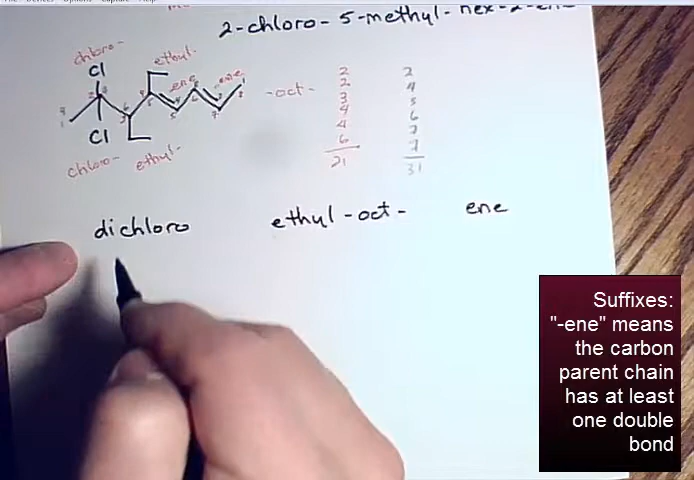 2-chloro-5-methyl-hex-2-ene
chloro-
ethyl-
Cl
ene
ene
-oct-
2 2
2 4
3 5
4 6
4 7
6 7
21 31
Cl
chloro-
ethyl-
dichloro ethyl-oct- ene
Suffixes:
"-ene" means
the carbon
parent chain
has at least
one double
bond